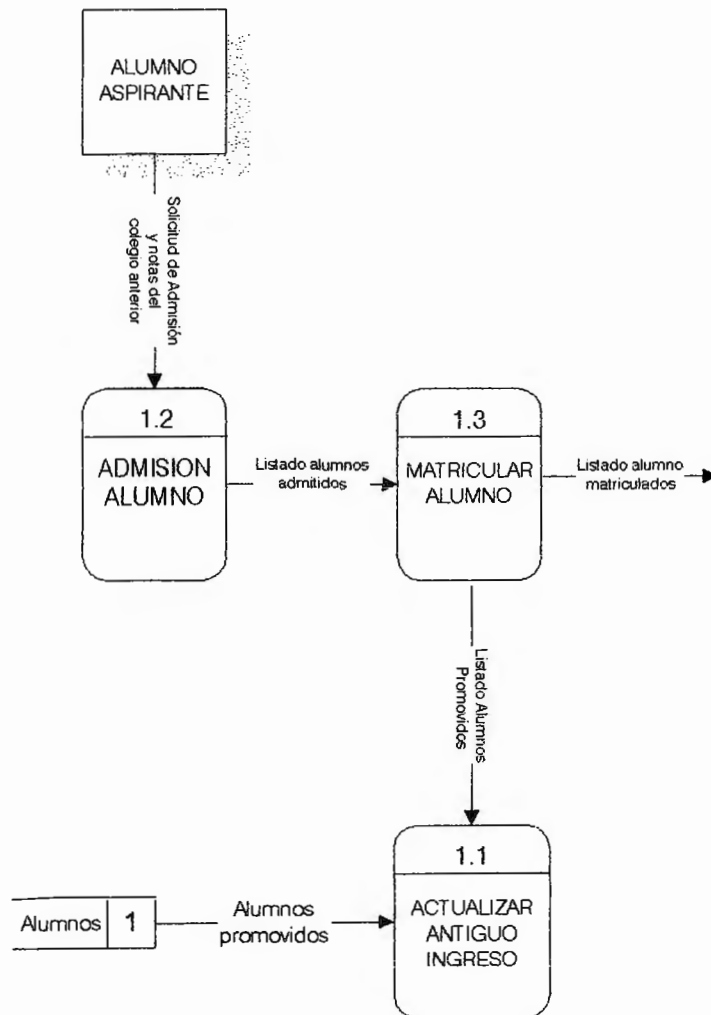 ALUMNO
ASPIRANTE
Solicitud de Admisión
y notas del
colegio anterior
1.2
ADMISION
ALUMNO
Listado alumnos
admitidos
1.3
MATRICULAR
ALUMNO
Listado alumno
matriculados
Listado Alumnos
Promovidos
Alumnos
1
Alumnos
promovidos
1.1
ACTUALIZAR
ANTIGUO
INGRESO